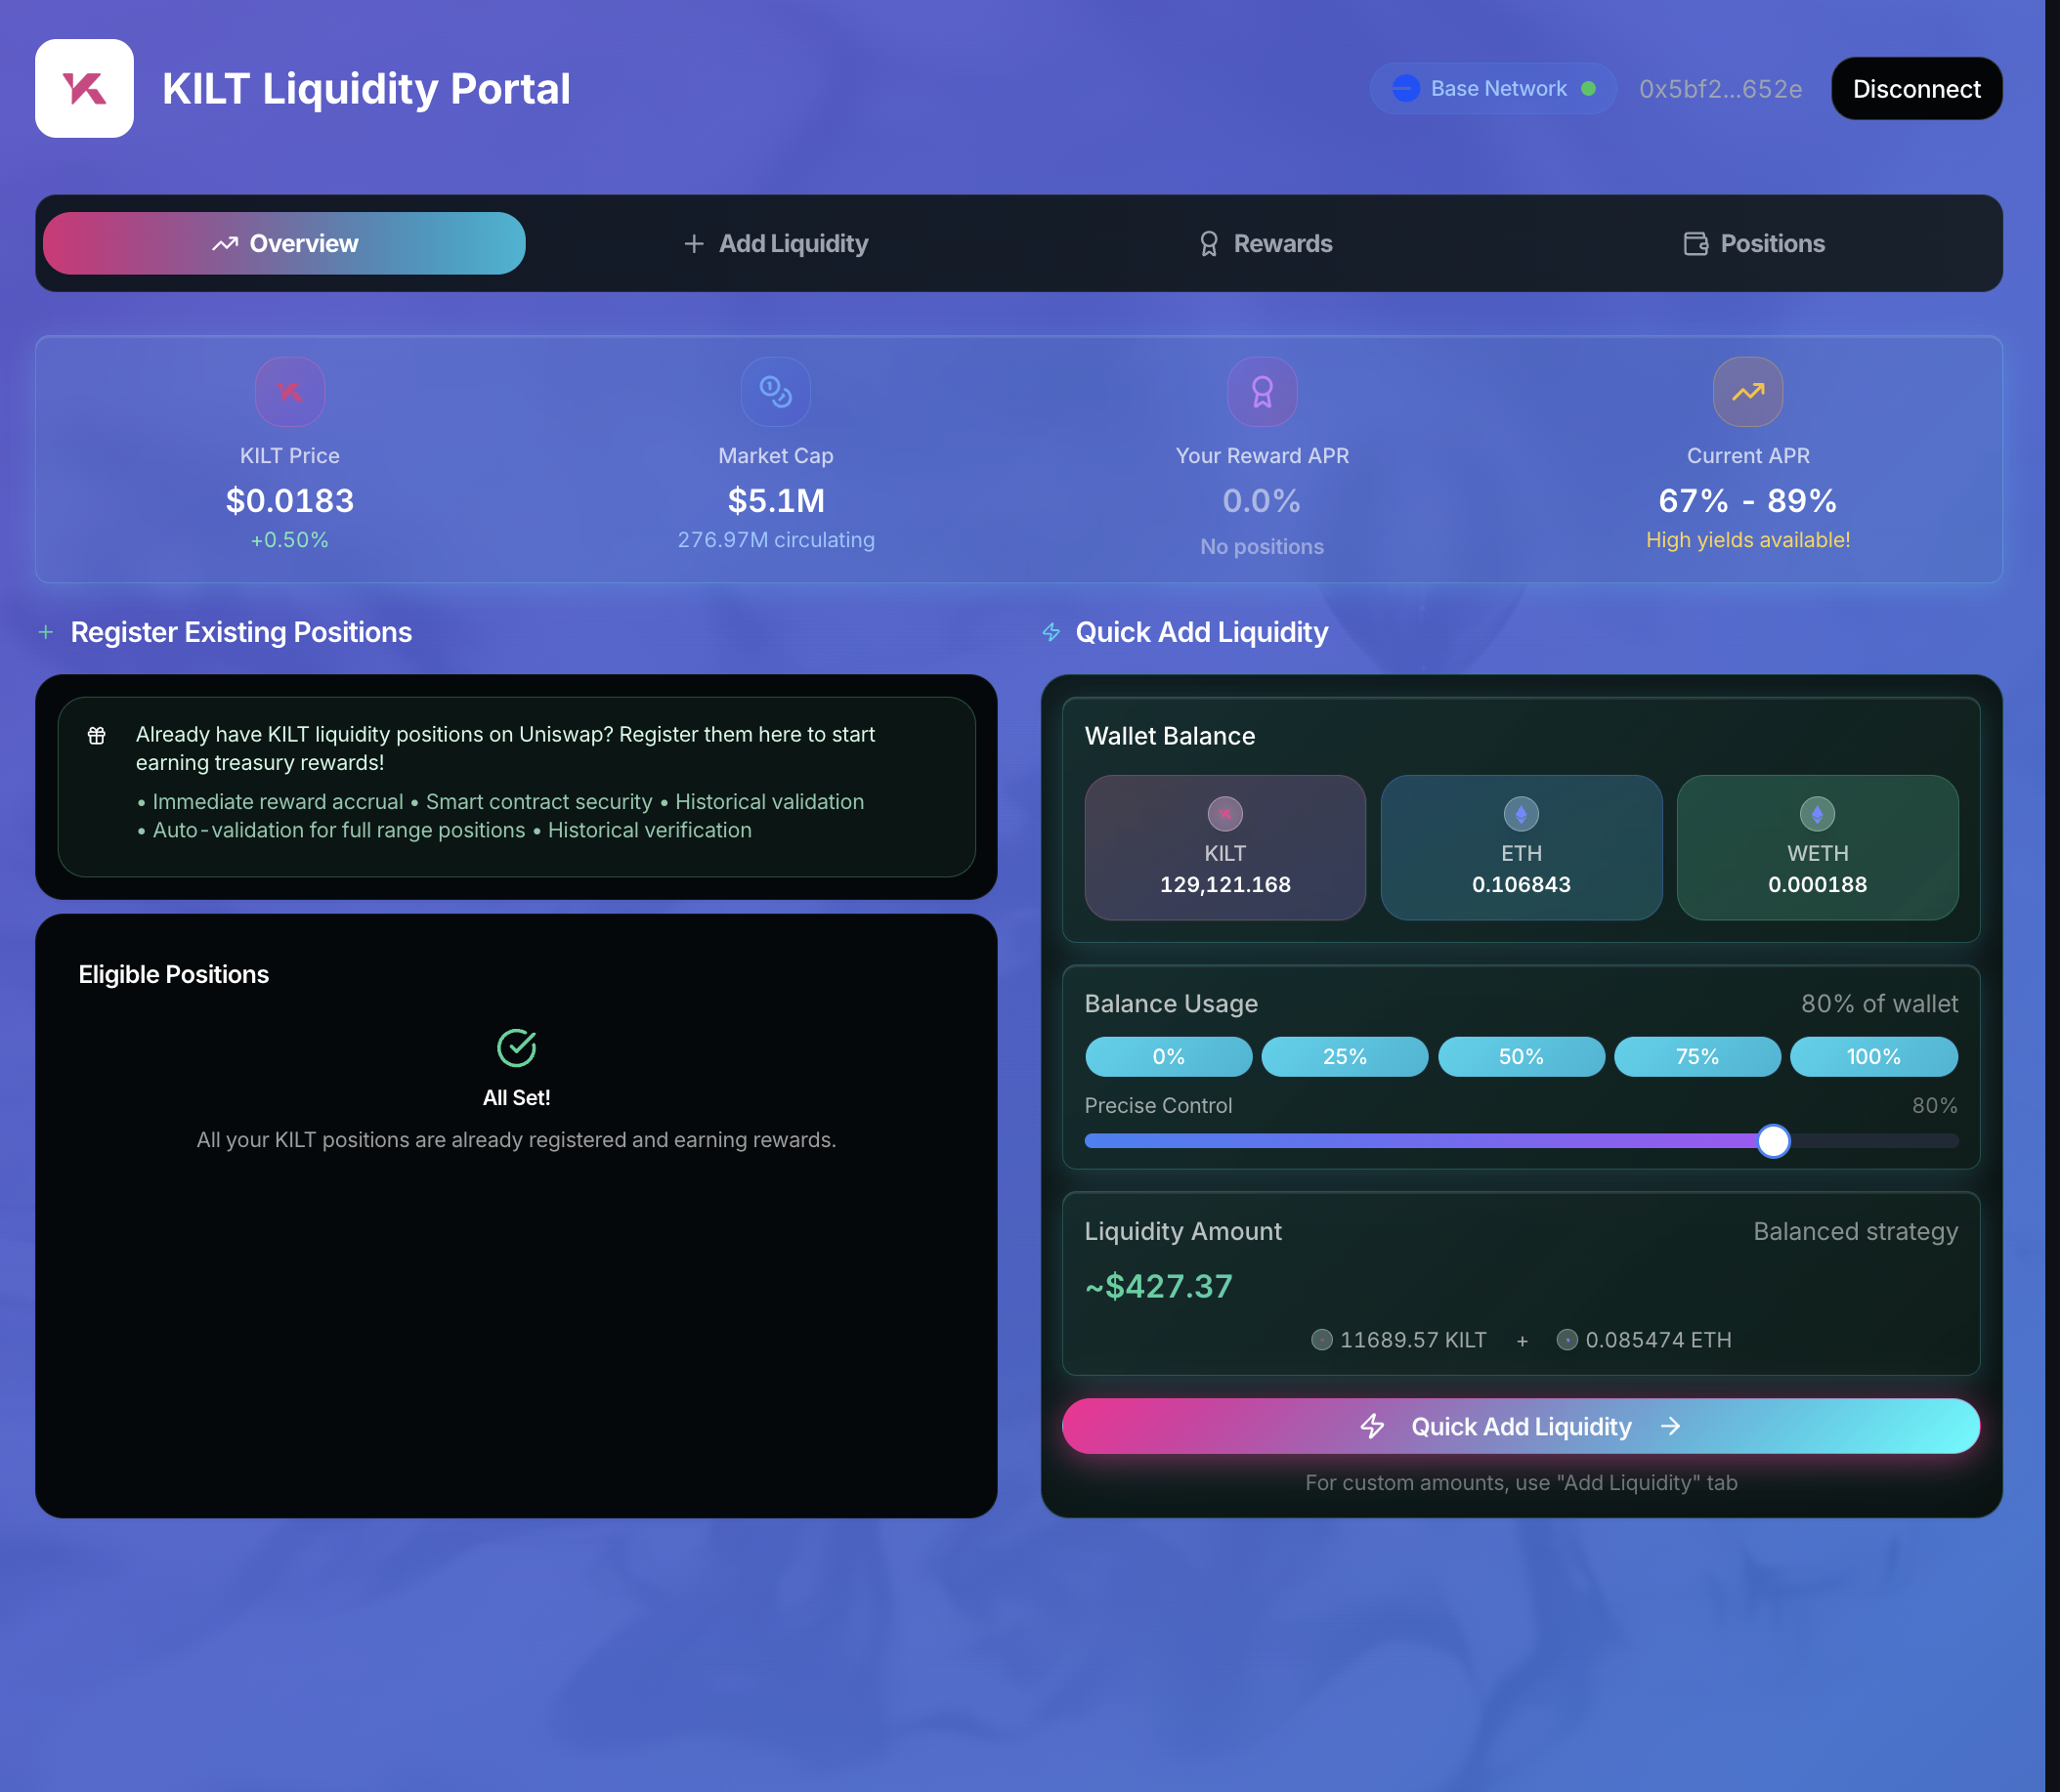 KILT Liquidity Portal
Base Network
0x5bf2...652e
Disconnect
Overview
Add Liquidity
Rewards
Positions
KILT Price
$0.0183
+0.50%
Market Cap
$5.1M
276.97M circulating
Your Reward APR
0.0%
No positions
Current APR
67% - 89%
High yields available!
Register Existing Positions
Already have KILT liquidity positions on Uniswap? Register them here to start
earning treasury rewards!
• Immediate reward accrual • Smart contract security • Historical validation
• Auto-validation for full range positions • Historical verification
Eligible Positions
All Set!
All your KILT positions are already registered and earning rewards.
Quick Add Liquidity
Wallet Balance
KILT
129,121.168
ETH
0.106843
WETH
0.000188
Balance Usage
80% of wallet
0%
25%
50%
75%
100%
Precise Control
80%
Liquidity Amount
Balanced strategy
~$427.37
11689.57 KILT + 0.085474 ETH
Quick Add Liquidity
For custom amounts, use "Add Liquidity" tab